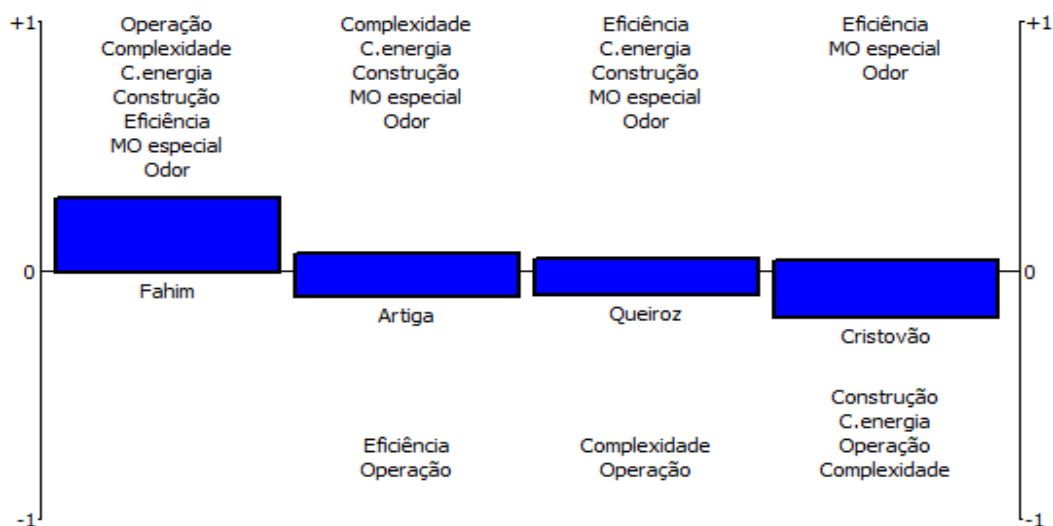 +1
Operação
Complexidade
C.energia
Construção
Eficiência
MO especial
Odor
Complexidade
C.energia
Construção
MO especial
Odor
Eficiência
C.energia
Construção
MO especial
Odor
Eficiência
MO especial
Odor
+1
0
0
Fahim
Artiga
Queiroz
Cristovão
Eficiência
Operação
Complexidade
Operação
Construção
C.energia
Operação
Complexidade
-1
-1